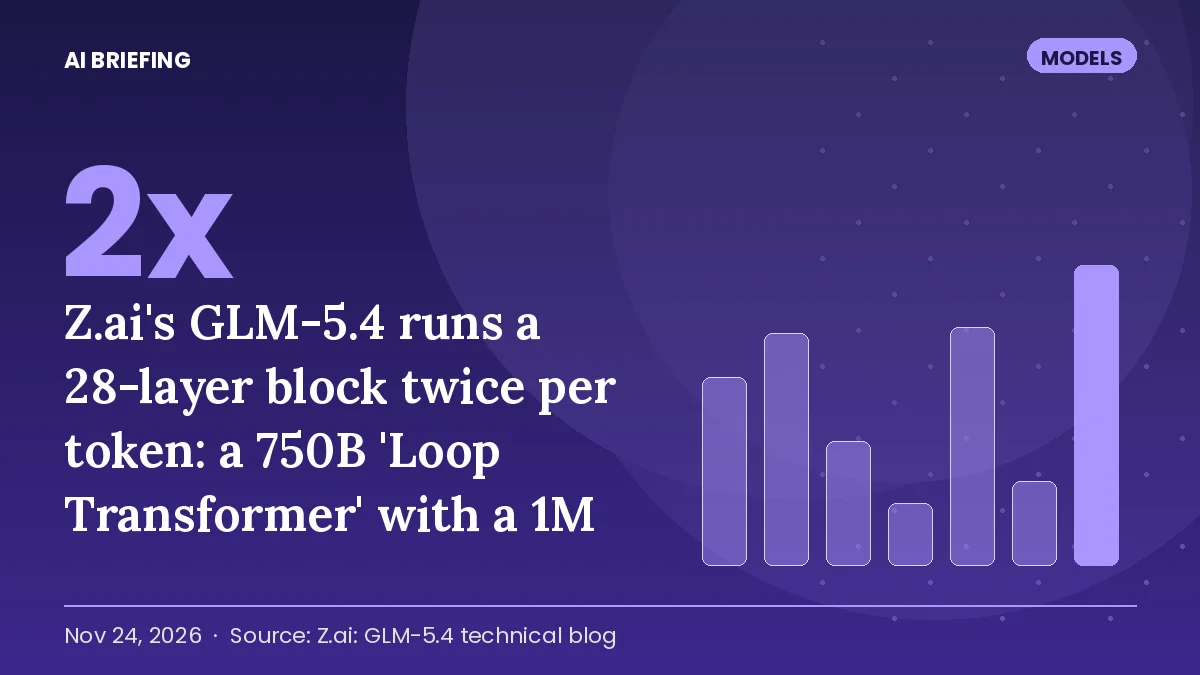 AI BRIEFING
MODELS
2x
Z.ai's GLM-5.4 runs a
28-layer block twice per
token: a 750B 'Loop
Transformer' with a 1M
Nov 24, 2026 · Source: Z.ai: GLM-5.4 technical blog